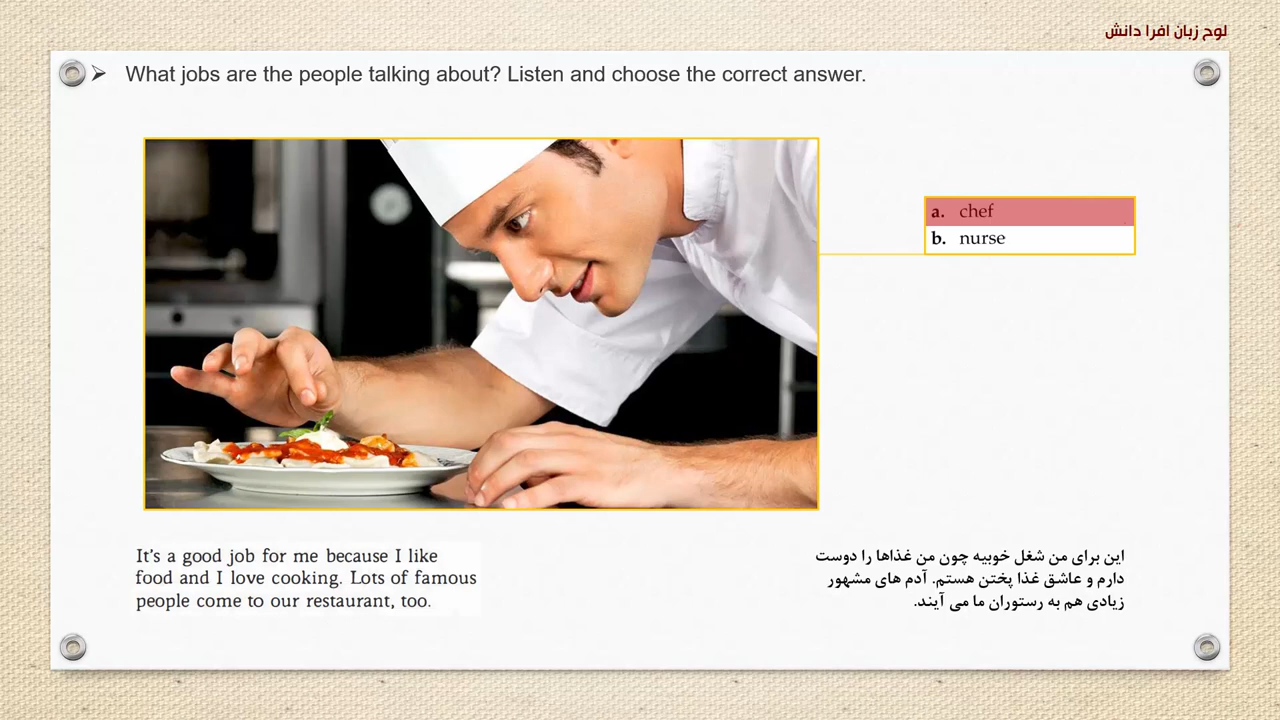 لوح زبان افرا دانش
What jobs are the people talking about? Listen and choose the correct answer.
a. chef
b. nurse
It's a good job for me because I like
food and I love cooking. Lots of famous
people come to our restaurant, too.
این برای من شغل خوبیه چون من غذاها را دوست
دارم و عاشق غذا پختن هستم. آدم های مشهور
زیادی هم به رستوران ما می آیند.